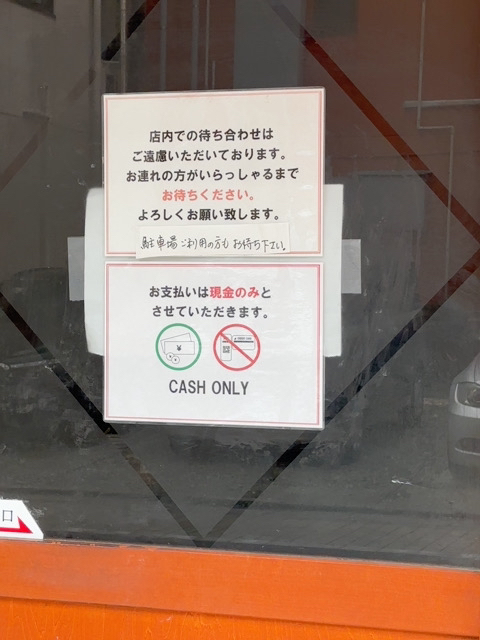 店内での待ち合わせは
ご遠慮いただいております。
お連れの方がいらっしゃるまで
お待ちください。
よろしくお願い致します。
駐車場ご利用の方もお待ち下さい。
お支払いは現金のみと
させていただきます。
¥
CASH ONLY
口